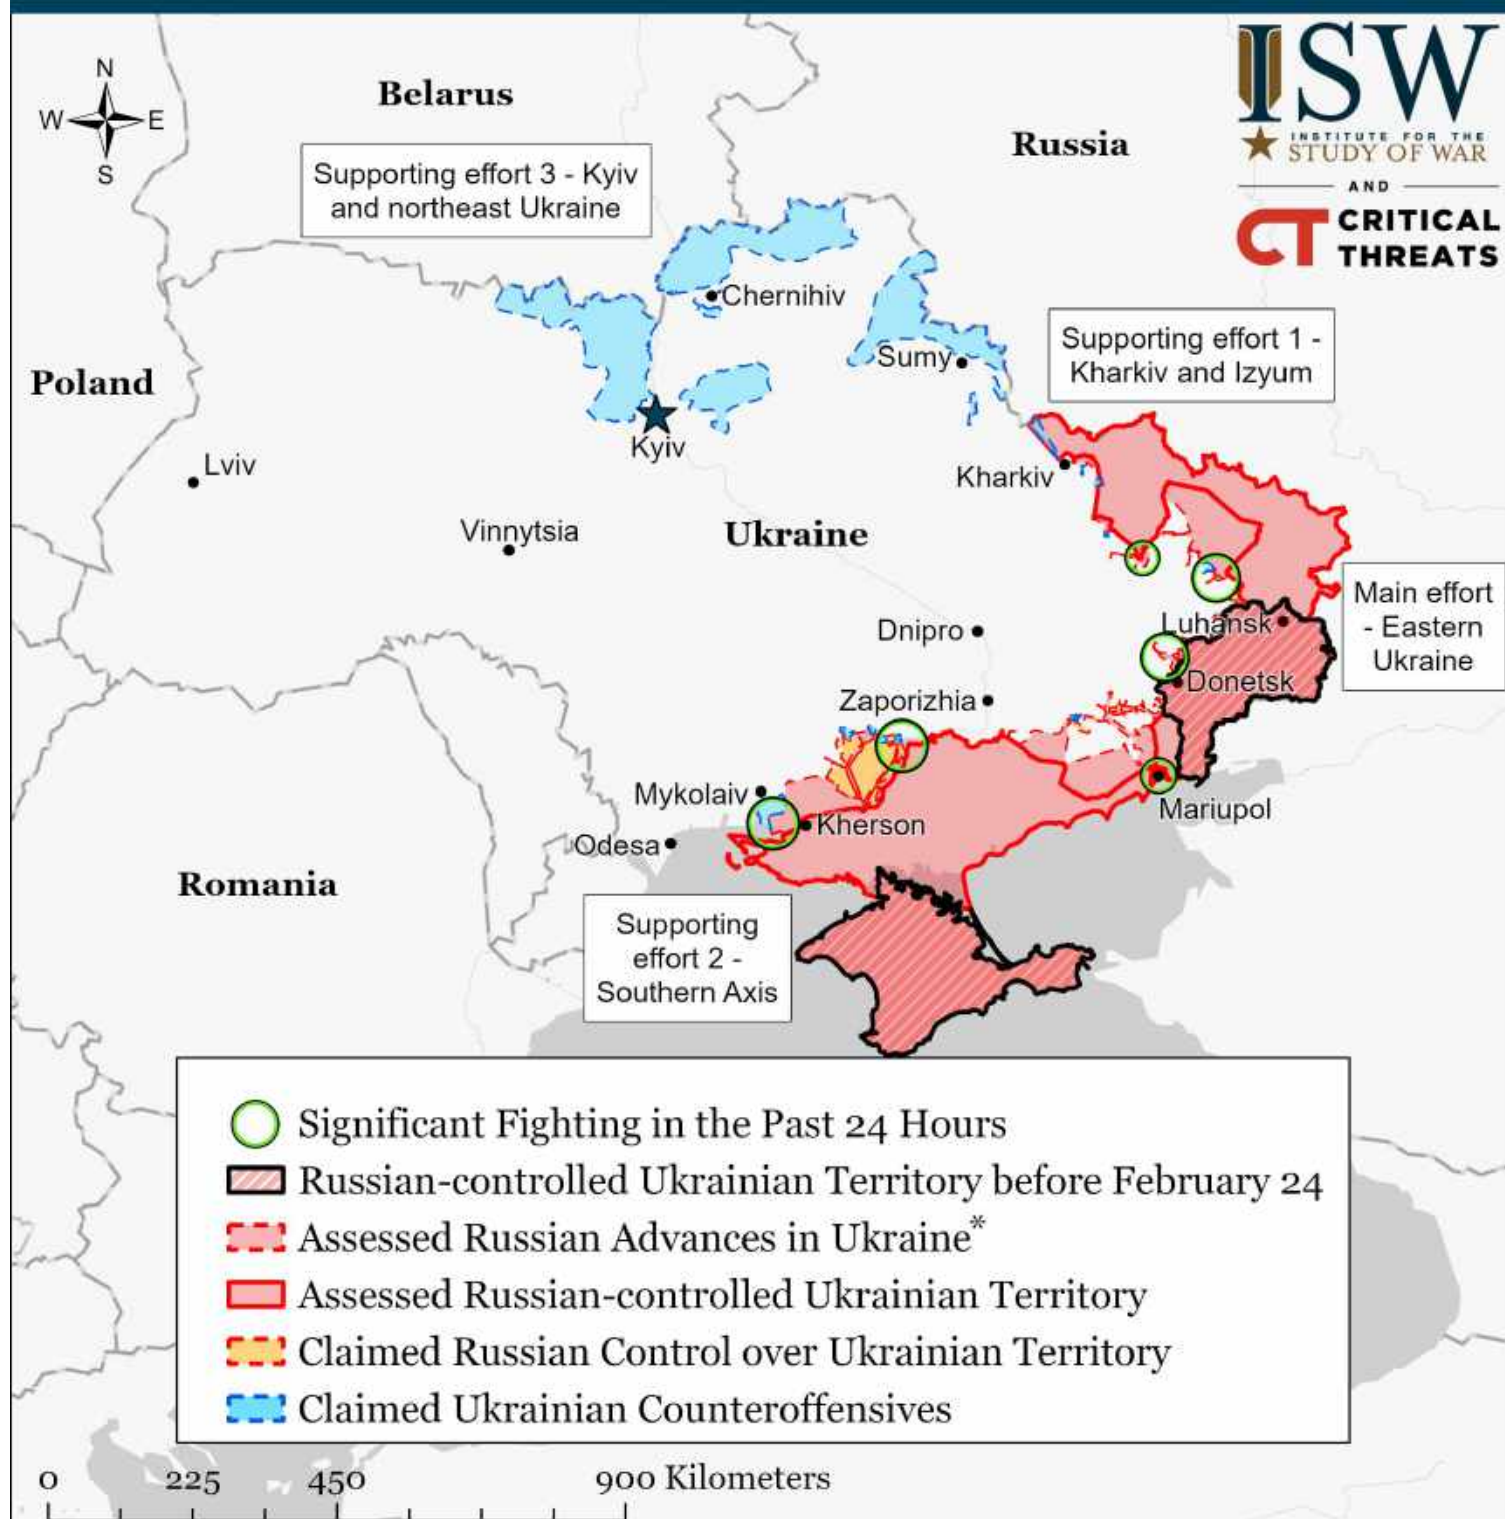 N
W E
S
Belarus
Russia
ISW
INSTITUTE FOR THE
STUDY OF WAR
AND
CT CRITICAL
THREATS
Supporting effort 3 - Kyiv
and northeast Ukraine
Chernihiv
Supporting effort 1 -
Kharkiv and Izyum
Sumy
Poland
Kyiv
Lviv
Kharkiv
Vinnytsia
Ukraine
Main effort
- Eastern
Ukraine
Luhansk
Dnipro
Donetsk
Zaporizhia
Mykolaiv
Mariupol
Kherson
Odesa
Romania
Supporting
effort 2 -
Southern Axis
Significant Fighting in the Past 24 Hours
Russian-controlled Ukrainian Territory before February 24
Assessed Russian Advances in Ukraine*
Assessed Russian-controlled Ukrainian Territory
Claimed Russian Control over Ukrainian Territory
Claimed Ukrainian Counteroffensives
0 225 450 900 Kilometers